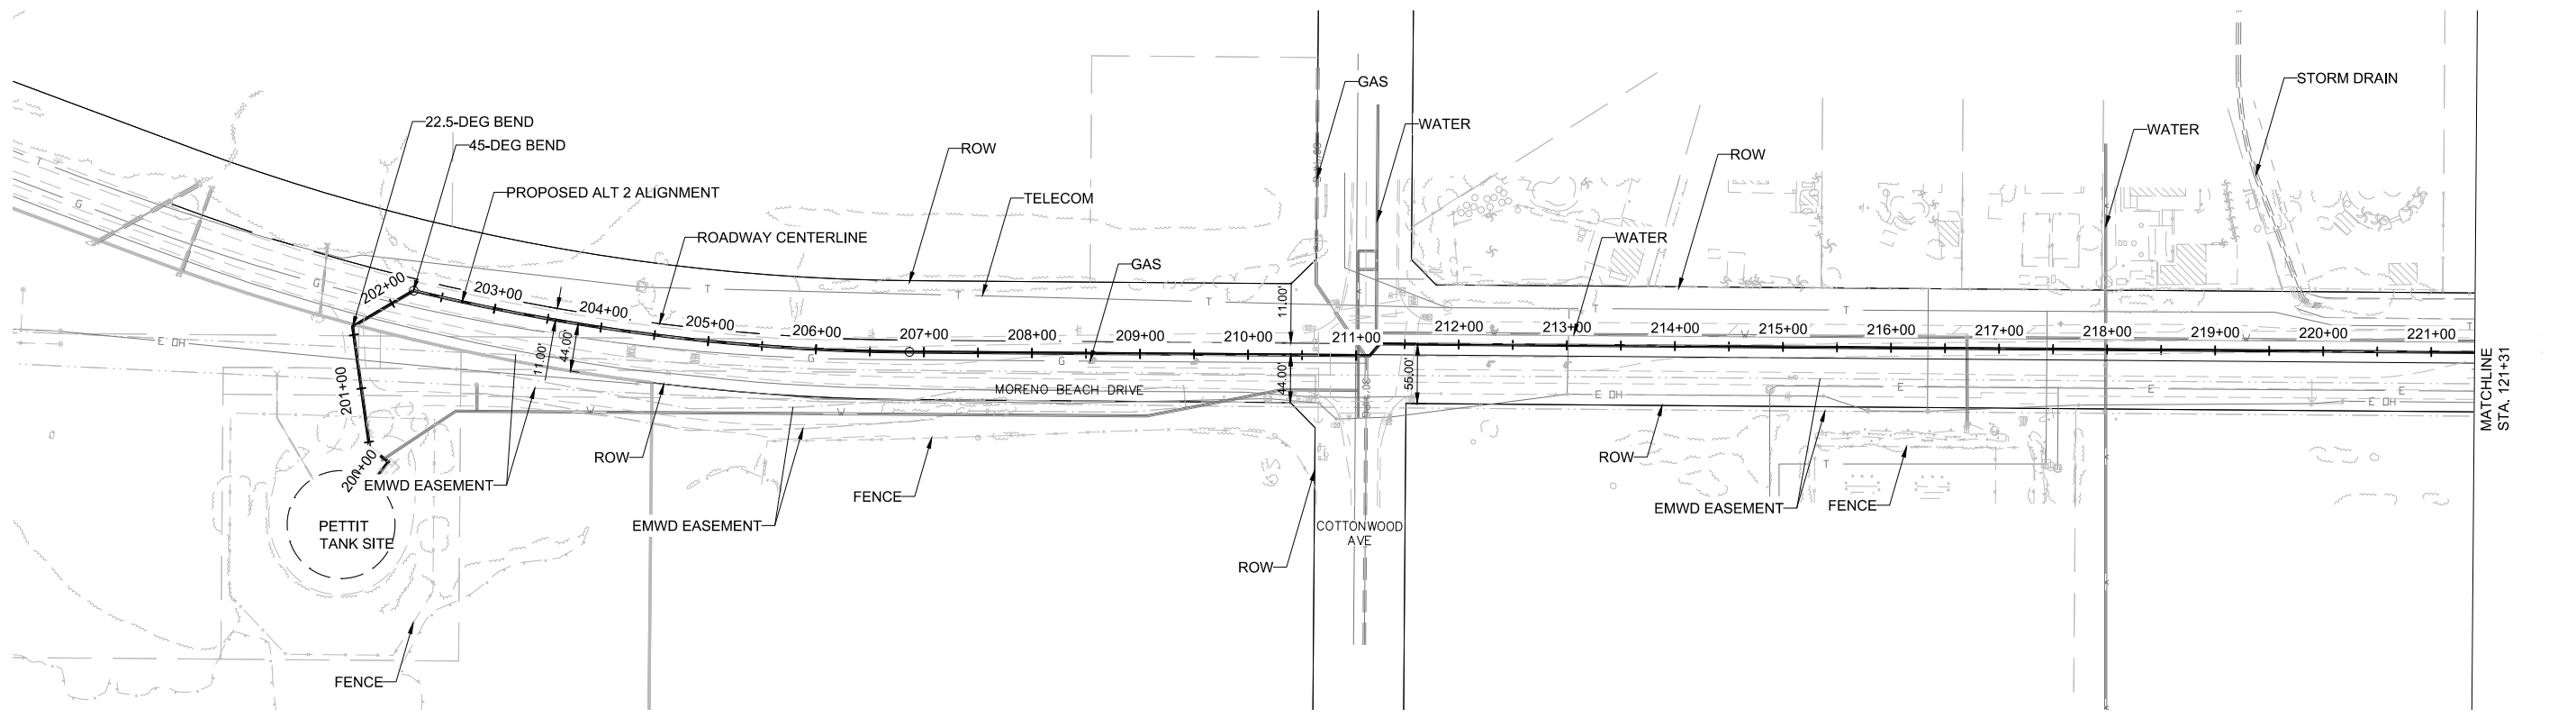 GAS
STORM DRAIN
22.5-DEG BEND
WATER
WATER
45-DEG BEND
ROW
ROW
PROPOSED ALT 2 ALIGNMENT
TELECOM
ROADWAY CENTERLINE
WATER
GAS
T
G
G
T
T
T
T
T
T
202+00
203+00
204+00
205+00
206+00
207+00
208+00
209+00
210+00
211+00
212+00
213+00
214+00
215+00
216+00
217+00
218+00
219+00
220+00
221+00
11.00'
11.00'
44.00'
44.00'
55.00'
E OH
G
G
W
W
W
MORENO BEACH DRIVE
E OH
E
E
E
E OH
MATCHLINE
STA. 121+31
201+00
200+00
EMWD EASEMENT
ROW
FENCE
EMWD EASEMENT
ROW
T
EMWD EASEMENT
FENCE
PETTIT
TANK SITE
COTTONWOOD
AVE
ROW
FENCE